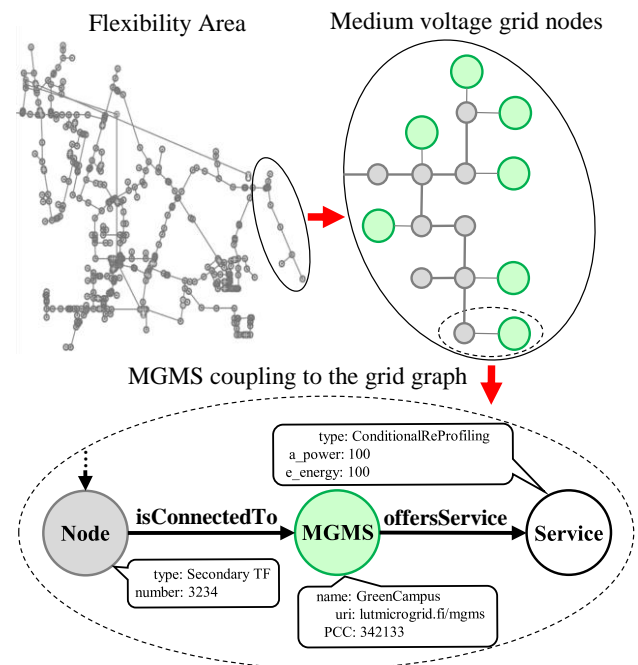 Flexibility Area
Medium voltage grid nodes
MGMS coupling to the grid graph
type: ConditionalReProfiling
a_power: 100
e_energy: 100
Node
isConnectedTo
MGMS
offersService
Service
type: Secondary TF
number: 3234
name: GreenCampus
uri: lutmicrogrid.fi/mgms
PCC: 342133